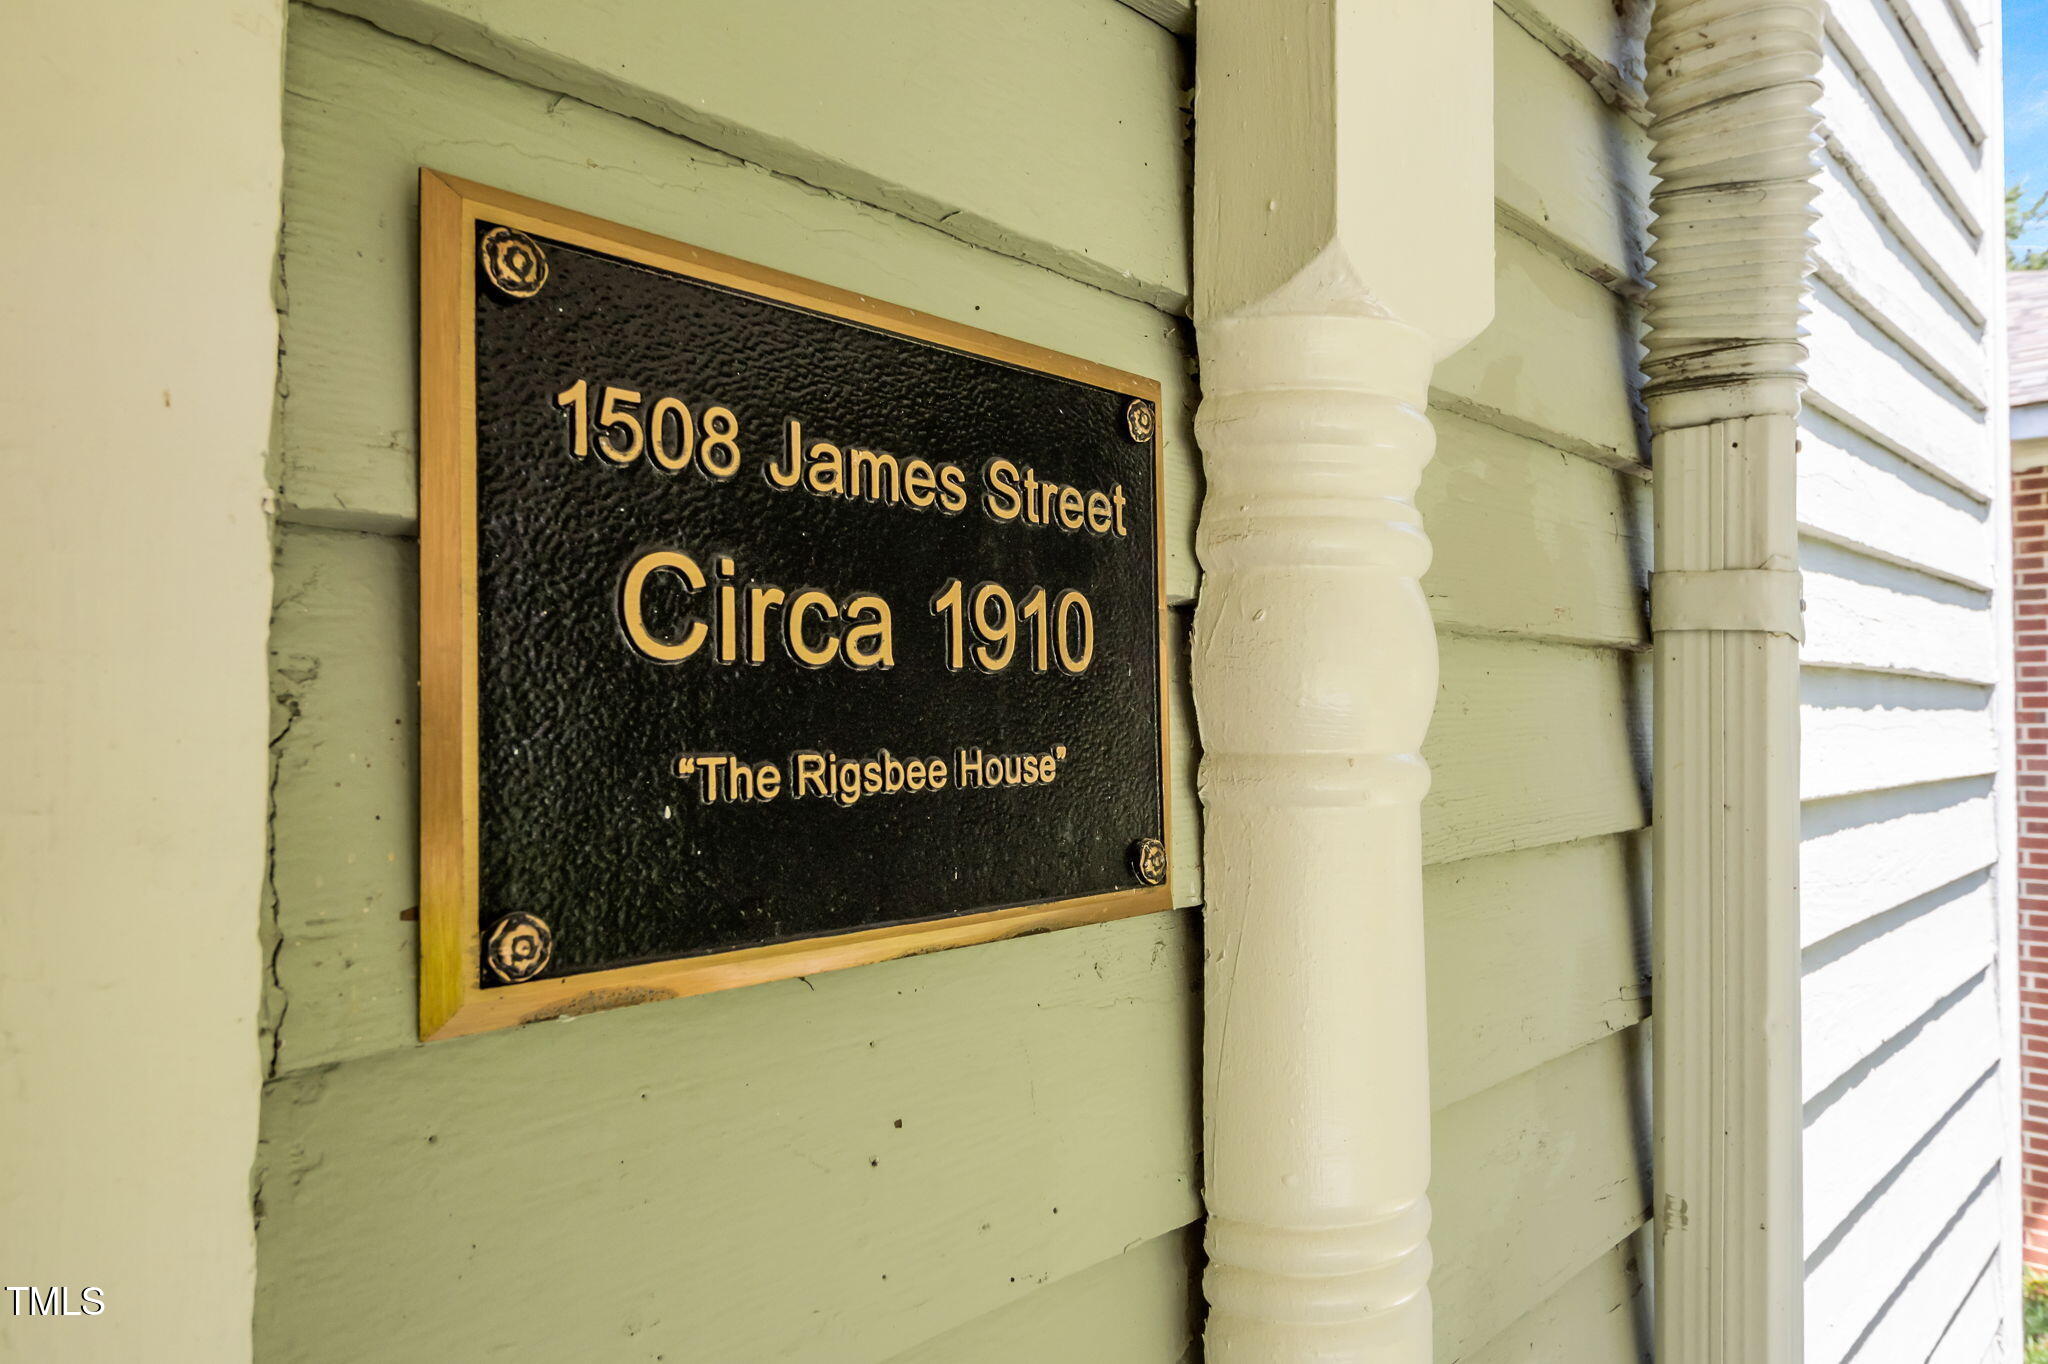 1508 James Street
Circa 1910
“The Rigsbee House”
TMLS